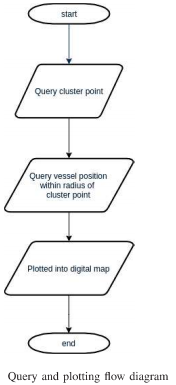 start
Query cluster point
Query vessel position
within radius of
cluster point
Plotted into digital map
end
Query and plotting flow diagram